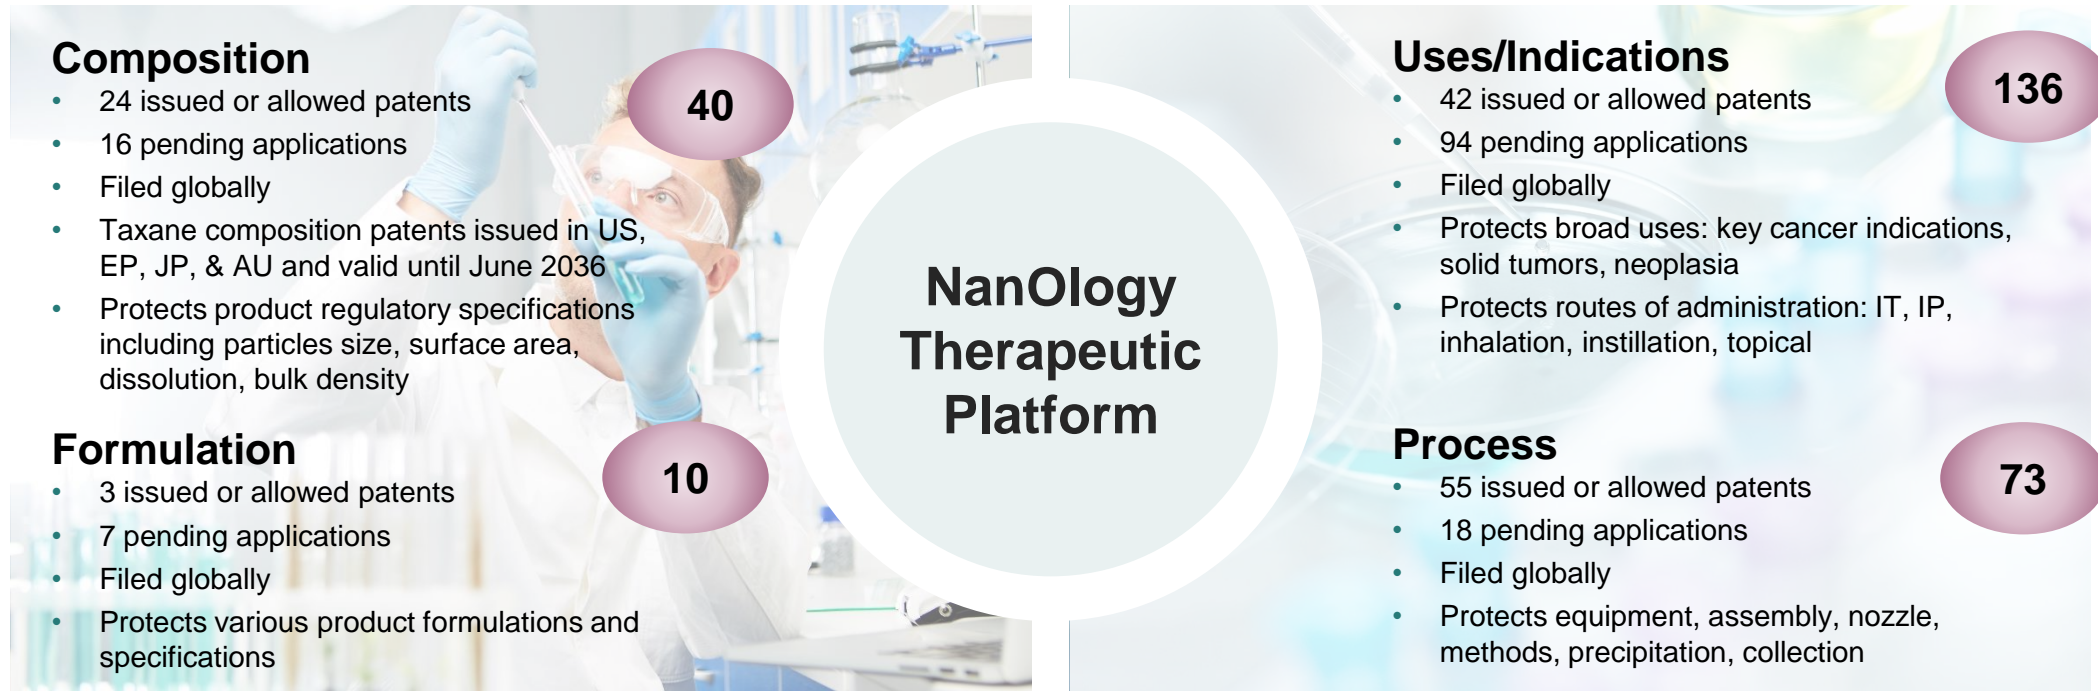 Composition
40
• 24 issued or allowed patents
• 16 pending applications
• Filed globally
• Taxane composition patents issued in US,
EP, JP, & AU and valid until June 2036
• Protects product regulatory specifications
including particles size, surface area,
dissolution, bulk density
Formulation
10
• 3 issued or allowed patents
• 7 pending applications
• Filed globally
• Protects various product formulations and
specifications
NanOlogy
Therapeutic
Platform
Uses/Indications
136
• 42 issued or allowed patents
• 94 pending applications
• Filed globally
• Protects broad uses: key cancer indications,
solid tumors, neoplasia
• Protects routes of administration: IT, IP,
inhalation, instillation, topical
Process
73
• 55 issued or allowed patents
• 18 pending applications
• Filed globally
• Protects equipment, assembly, nozzle,
methods, precipitation, collection